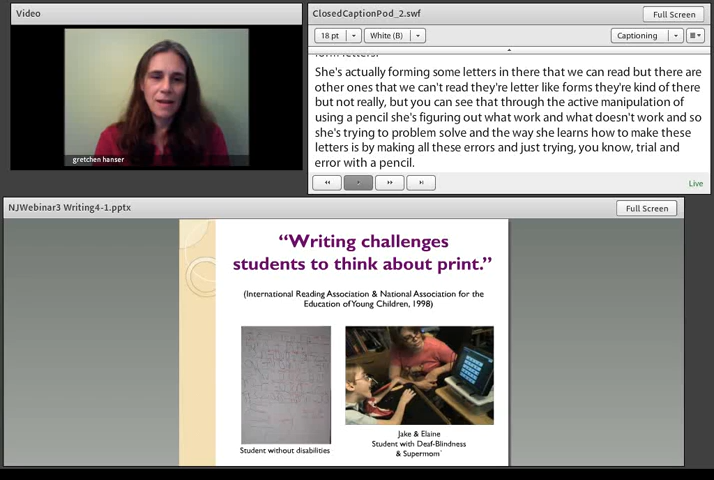 Video
gretchen hanser
ClosedCaptionPod_2.swf
Full Screen
18 pt
White (B)
Captioning
She's actually forming some letters in there that we can read but there are
other ones that we can't read they're letter like forms they're kind of there
but not really, but you can see that through the active manipulation of
using a pencil she's figuring out what work and what doesn't work and so
she's trying to problem solve and the way she learns how to make these
letters is by making all these errors and just trying, you know, trial and
error with a pencil.
Live
NJWebinar3 Writing4-1.pptx
Full Screen
“Writing challenges
students to think about print.”
(International Reading Association & National Association for the
Education of Young Children, 1998)
Student without disabilities
Jake & Elaine
Student with Deaf-Blindness
& Supermom